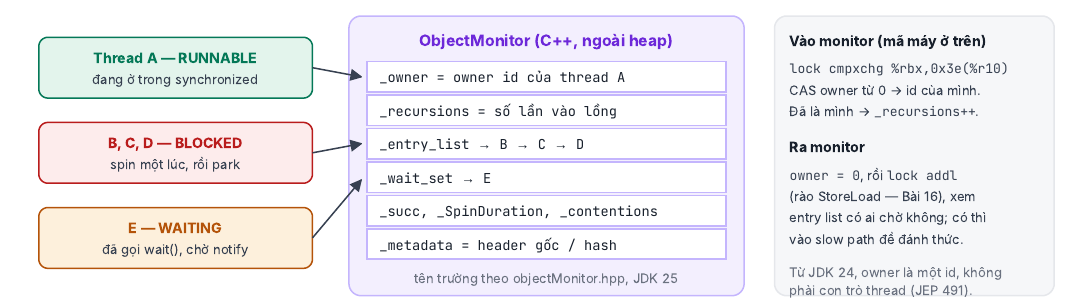 Thread A — RUNNABLE
đang ở trong synchronized
B, C, D — BLOCKED
spin một lúc, rồi park
E — WAITING
đã gọi wait(), chờ notify
ObjectMonitor (C++, ngoài heap)
_owner = owner id của thread A
_recursions = số lần vào lồng
_entry_list → B → C → D
_wait_set → E
_succ, _SpinDuration, _contentions
_metadata = header gốc / hash
tên trường theo objectMonitor.hpp, JDK 25
Vào monitor (mã máy ở trên)
lock cmpxchg %rbx,0x3e(%r10)
CAS owner từ 0 → id của mình.
Đã là mình → _recursions++.
Ra monitor
owner = 0, rồi lock addl
(rào StoreLoad — Bài 16), xem
entry list có ai chờ không; có thì
vào slow path để đánh thức.
Từ JDK 24, owner là một id, không
phải con trỏ thread (JEP 491).